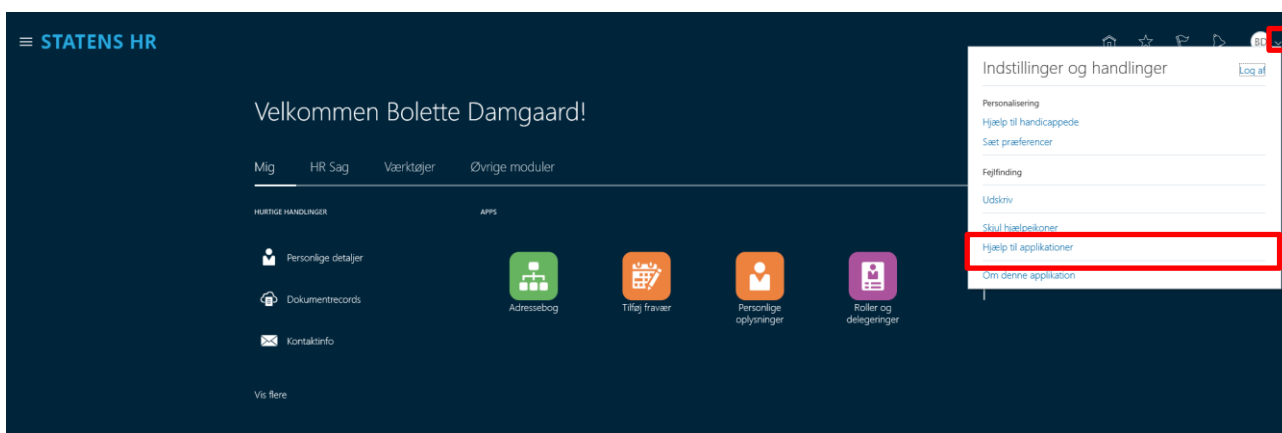 STATENS HR
BD
Indstillinger og handlinger
Log af
Personalisering
Hjælp til handicappede
Sæt præferencer
Fejlfinding
Udskriv
Skjul hjælpeikoner
Hjælp til applikationer
Om denne applikation
Velkommen Bolette Damgaard!
Mig HR Sag Værktøjer Øvrige moduler
HURTIGE HANDLINGER
Personlige detaljer
Dokumentrecords
Kontaktinfo
Vis flere
APPS
Adressebog
Tilføj fravær
Personlige
oplysninger
Roller og
delegeringer